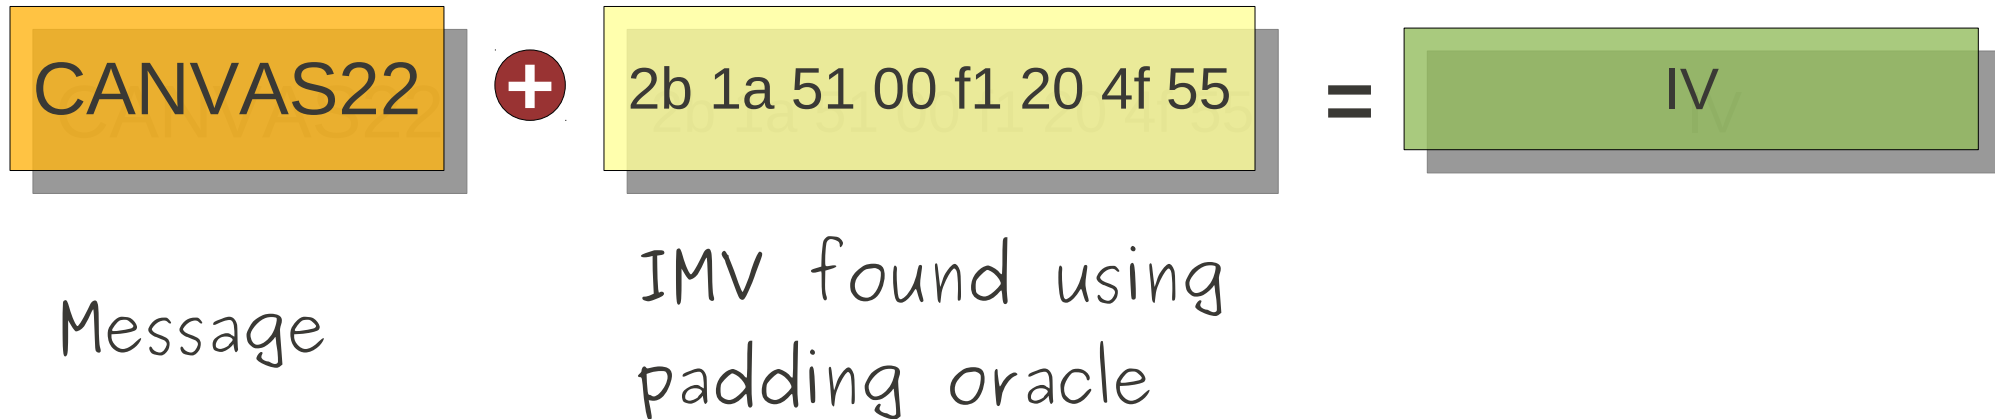 CANVAS22 + 2b 1a 51 00 f1 20 4f 55 = IV
Message
IMV found using
padding oracle